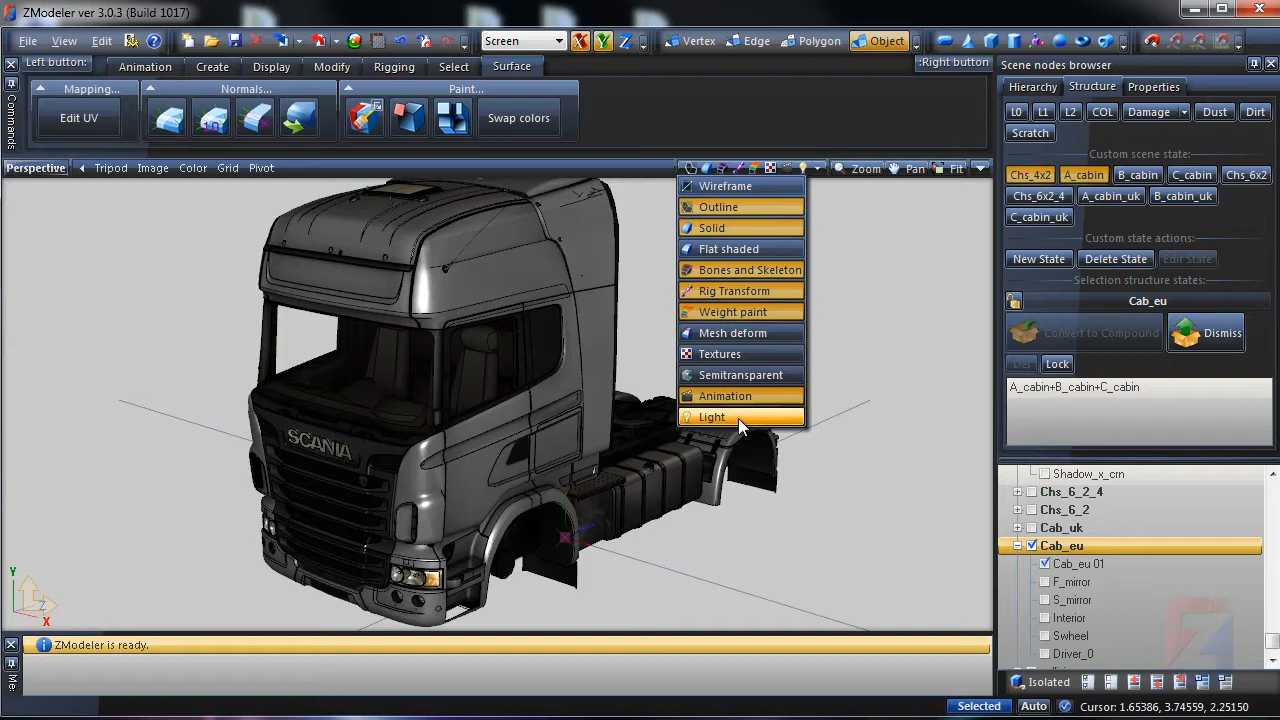 ZModeler ver 3.0.3 (Build 1017)
File View Edit Screen X Y Z Vertex Edge Polygon Object
Left button: Animation Create Display Modify Rigging Select Surface :Right button
Commands
Mapping... Normals... Paint...
Edit UV 1.0 Swap colors
Perspective Tripod Image Color Grid Pivot Zoom Pan Fit
Wireframe
Outline
Solid
Flat shaded
Bones and Skeleton
Rig Transform
Weight paint
Mesh deform
Textures
Semitransparent
Animation
Light
SCANIA
Y
Z
X
Scene nodes browser
Hierarchy Structure Properties
L0 L1 L2 COL Damage Dust Dirt
Scratch
Custom scene state:
Chs_4x2 A_cabin B_cabin C_cabin Chs_6x2
Chs_6x2_4 A_cabin_uk B_cabin_uk
C_cabin_uk
Custom state actions:
New State Delete State Edit State
Selection structure states:
Cab_eu
Convert to Compound Dismiss
Def Lock
A_cabin+B_cabin+C_cabin
Shadow_x_crn
Chs_6_2_4
Chs_6_2
Cab_uk
Cab_eu
Cab_eu 01
F_mirror
S_mirror
Interior
Swheel
Driver_0
Isolated
ZModeler is ready.
Me
Selected Auto Cursor: 1.65386, 3.74559, 2.25150